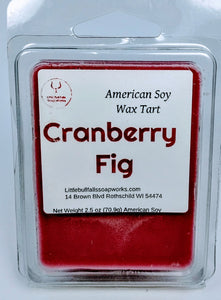 American Soy
Wax Tart
Cranberry
Fig
Littlebullfallssoapworks.com
14 Brown Blvd Rothschild WI 54474
Net Weight 2.5 oz (70.9g) American Soy